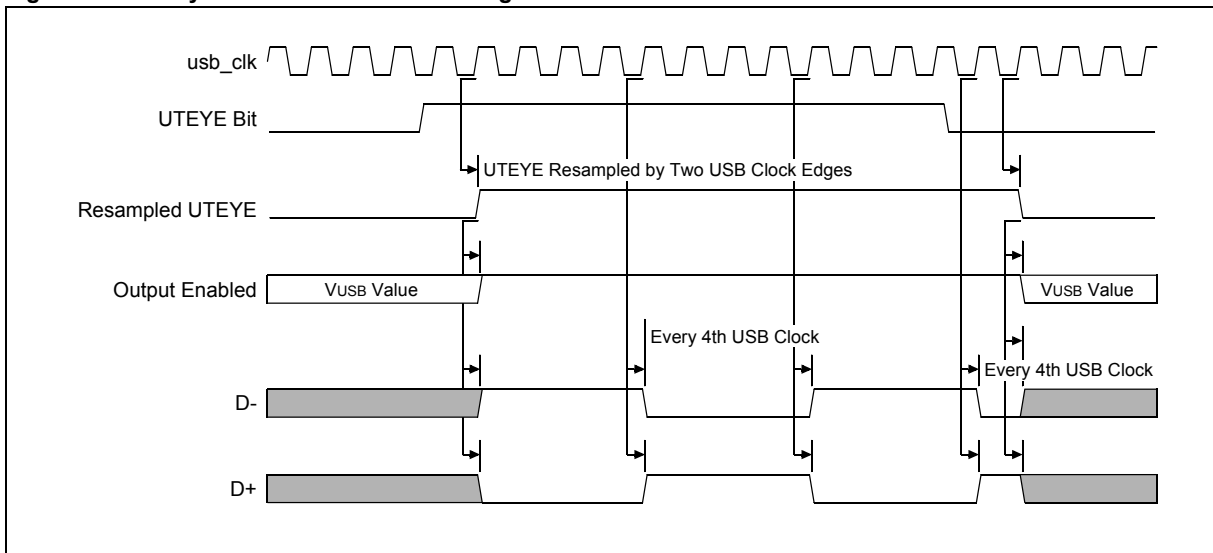 usb_clk
UTEYE Bit
UTEYE Resampled by Two USB Clock Edges
Resampled UTEYE
Output Enabled
VUSB Value
VUSB Value
Every 4th USB Clock
Every 4th USB Clock
D-
D+